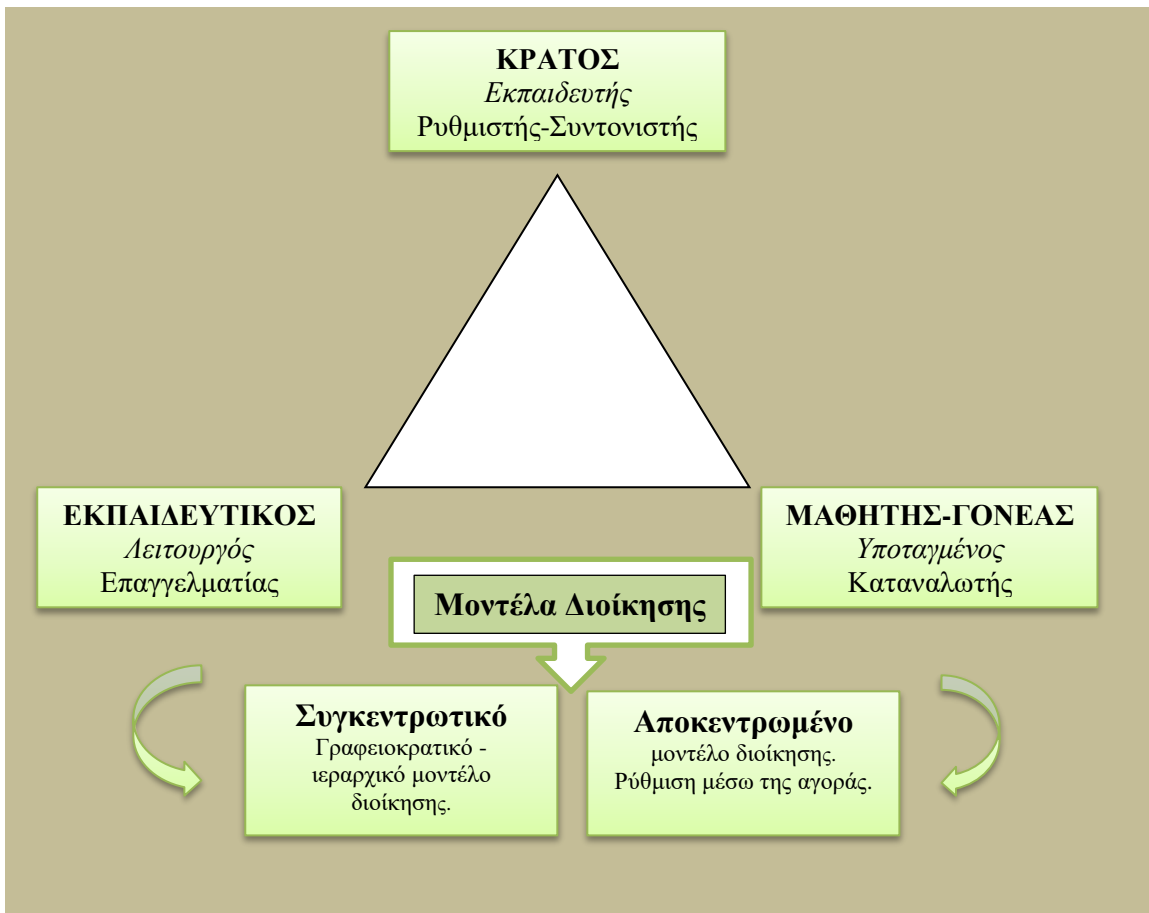 ΚΡΑΤΟΣ
Εκπαιδευτής
Ρυθμιστής-Συντονιστής
ΕΚΠΑΙΔΕΥΤΙΚΟΣ
Λειτουργός
Επαγγελματίας
ΜΑΘΗΤΗΣ-ΓΟΝΕΑΣ
Υποταγμένος
Καταναλωτής
Μοντέλα Διοίκησης
Συγκεντρωτικό
Γραφειοκρατικό -
ιεραρχικό μοντέλο
διοίκησης.
Αποκεντρωμένο
μοντέλο διοίκησης.
Ρύθμιση μέσω της αγοράς.